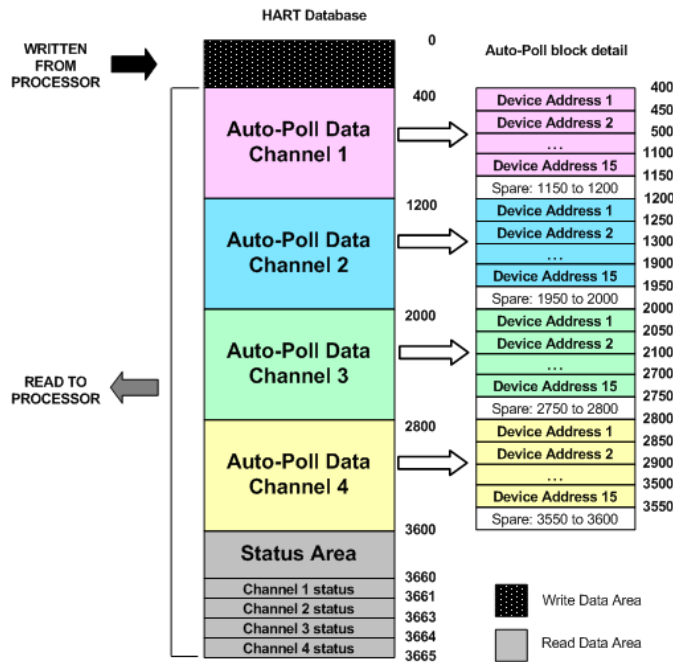 HART Database
WRITTEN
FROM
PROCESSOR
0
400
Auto-Poll Data
Channel 1
1200
Auto-Poll Data
Channel 2
2000
Auto-Poll Data
Channel 3
READ TO
PROCESSOR
2800
Auto-Poll Data
Channel 4
3600
Status Area
3660
Channel 1 status
3661
Channel 2 status
3663
Channel 3 status
3664
Channel 4 status
3665
Auto-Poll block detail
400
Device Address 1
450
Device Address 2
500
...
1100
Device Address 15
1150
Spare: 1150 to 1200
1200
Device Address 1
1250
Device Address 2
1300
...
1900
Device Address 15
1950
Spare: 1950 to 2000
2000
Device Address 1
2050
Device Address 2
2100
...
2700
Device Address 15
2750
Spare: 2750 to 2800
2800
Device Address 1
2850
Device Address 2
2900
...
3500
Device Address 15
3550
Spare: 3550 to 3600
Write Data Area
Read Data Area